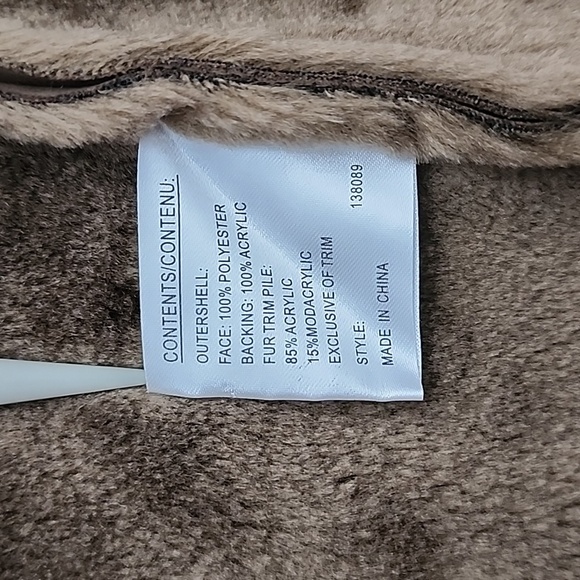 CONTENTS/CONTENU:
OUTERSHELL:
FACE: 100% POLYESTER
BACKING: 100% ACRYLIC
FUR TRIM PILE:
85% ACRYLIC
15%MODACRYLIC
EXCLUSIVE OF TRIM
STYLE: 138089
MADE IN CHINA